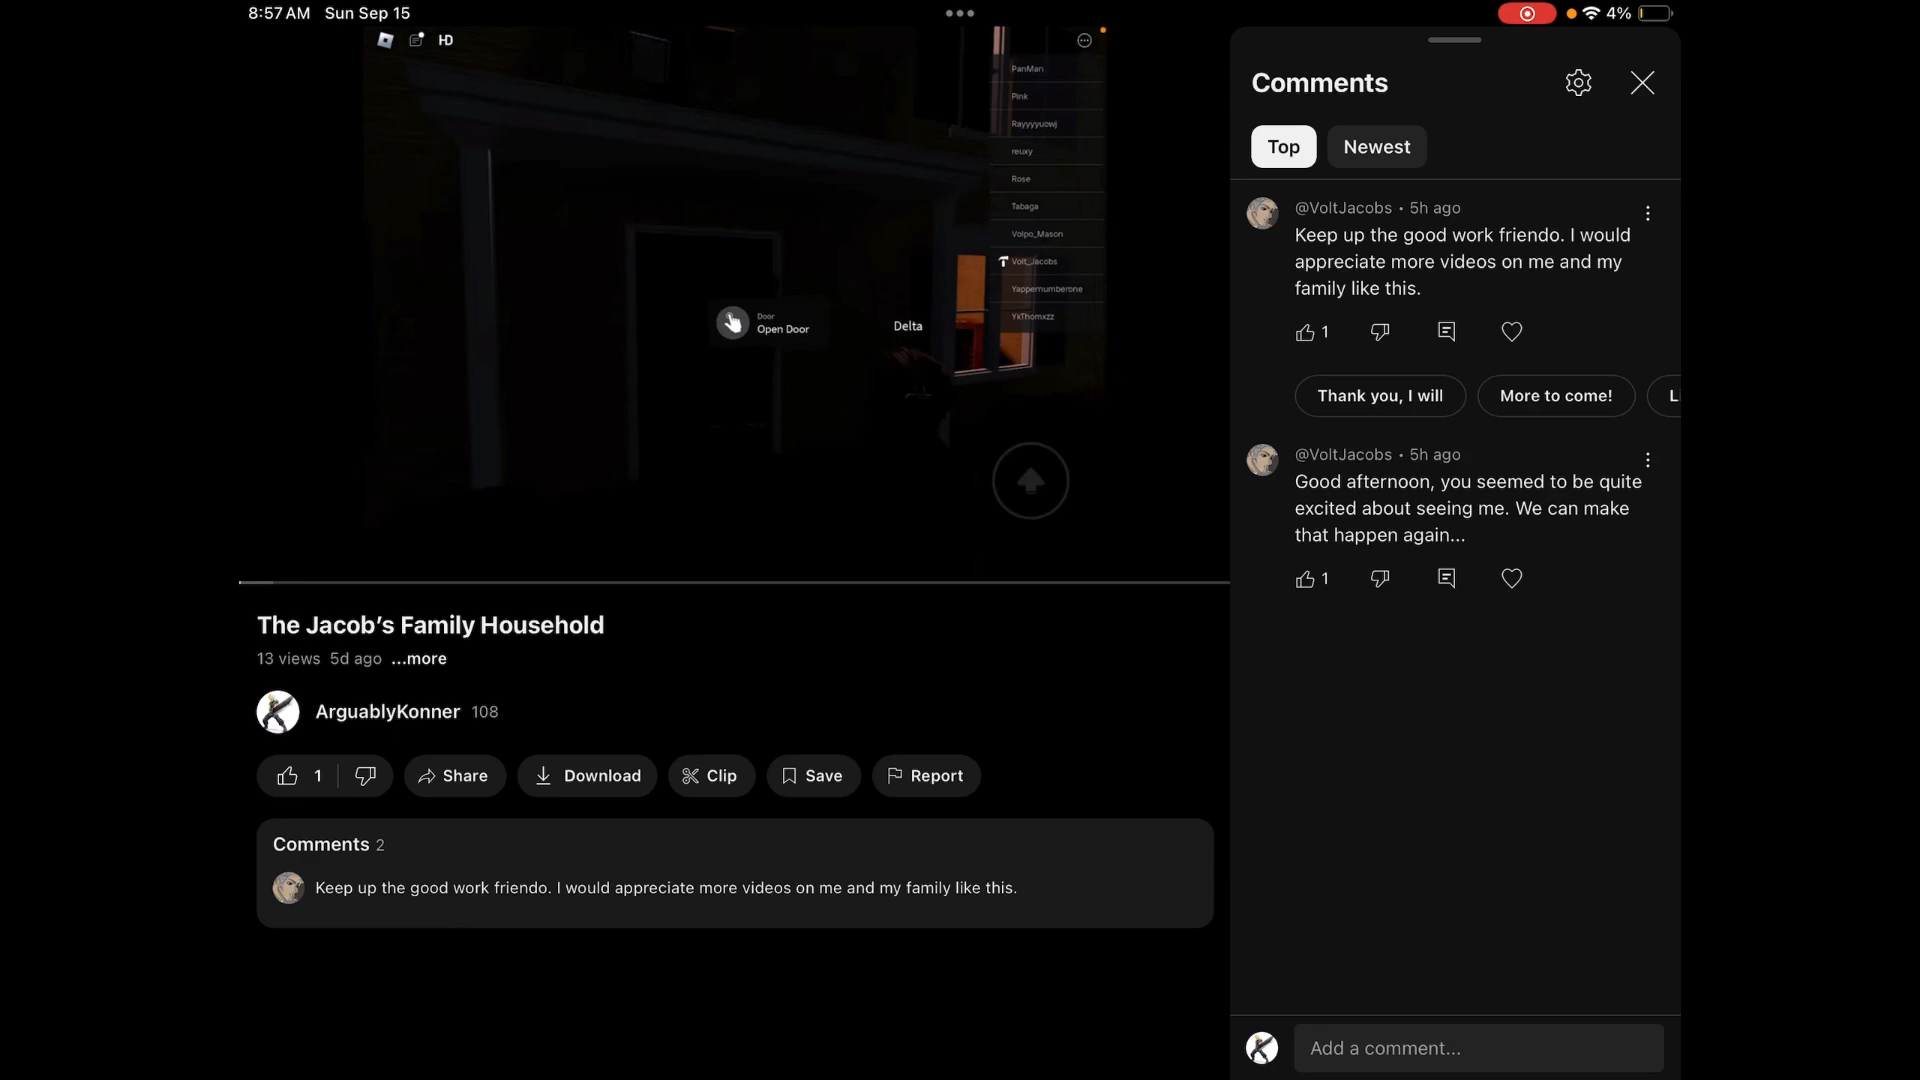 8:57 AM Sun Sep 15
4%
HD
PanMan
Pink
Rayyyyuowj
reuxy
Rose
Tabaga
Volpo_Mason
Volt_Jacobs
Yappernumberone
YkThomxzz
Door
Open Door
Delta
The Jacob’s Family Household
13 views 5d ago ...more
ArguablyKonner 108
1
Share
Download
Clip
Save
Report
Comments 2
Keep up the good work friendo. I would appreciate more videos on me and my family like this.
Comments
Top
Newest
@VoltJacobs • 5h ago
Keep up the good work friendo. I would
appreciate more videos on me and my
family like this.
1
Thank you, I will
More to come!
Li
@VoltJacobs • 5h ago
Good afternoon, you seemed to be quite
excited about seeing me. We can make
that happen again...
1
Add a comment...